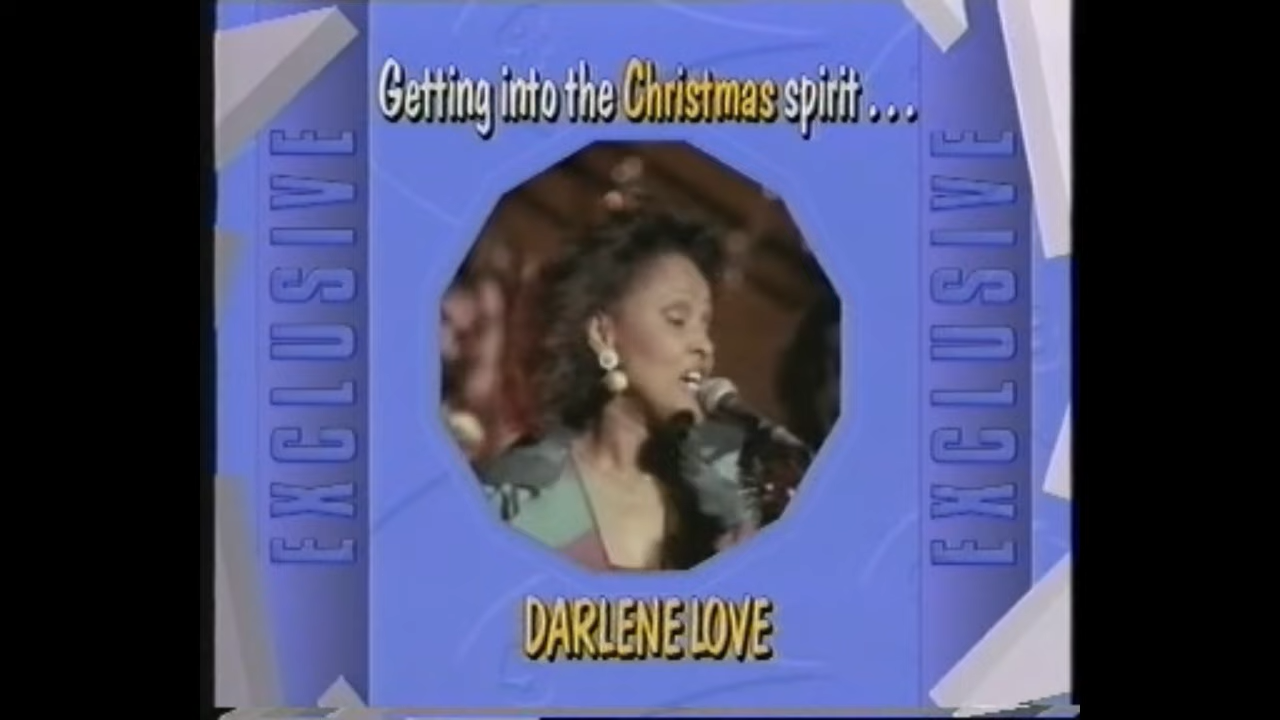 Getting into the Christmas spirit . . .
EXCLUSIVE
EXCLUSIVE
DARLENE LOVE